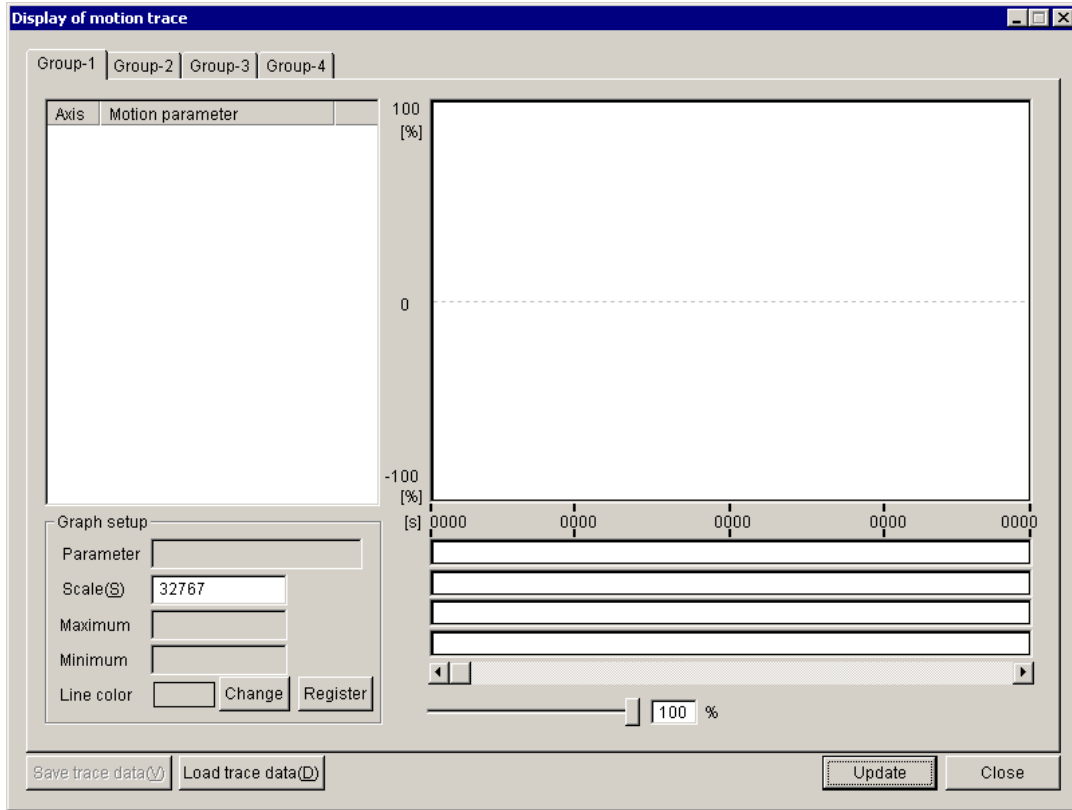 Display of motion trace
Group-1 Group-2 Group-3 Group-4
Axis Motion parameter
100
[%]
0
-100
[%]
[s] 0000 0000 0000 0000 0000
Graph setup
Parameter
Scale(S) 32767
Maximum
Minimum
Line color Change Register
100 %
Save trace data(V) Load trace data(D) Update Close